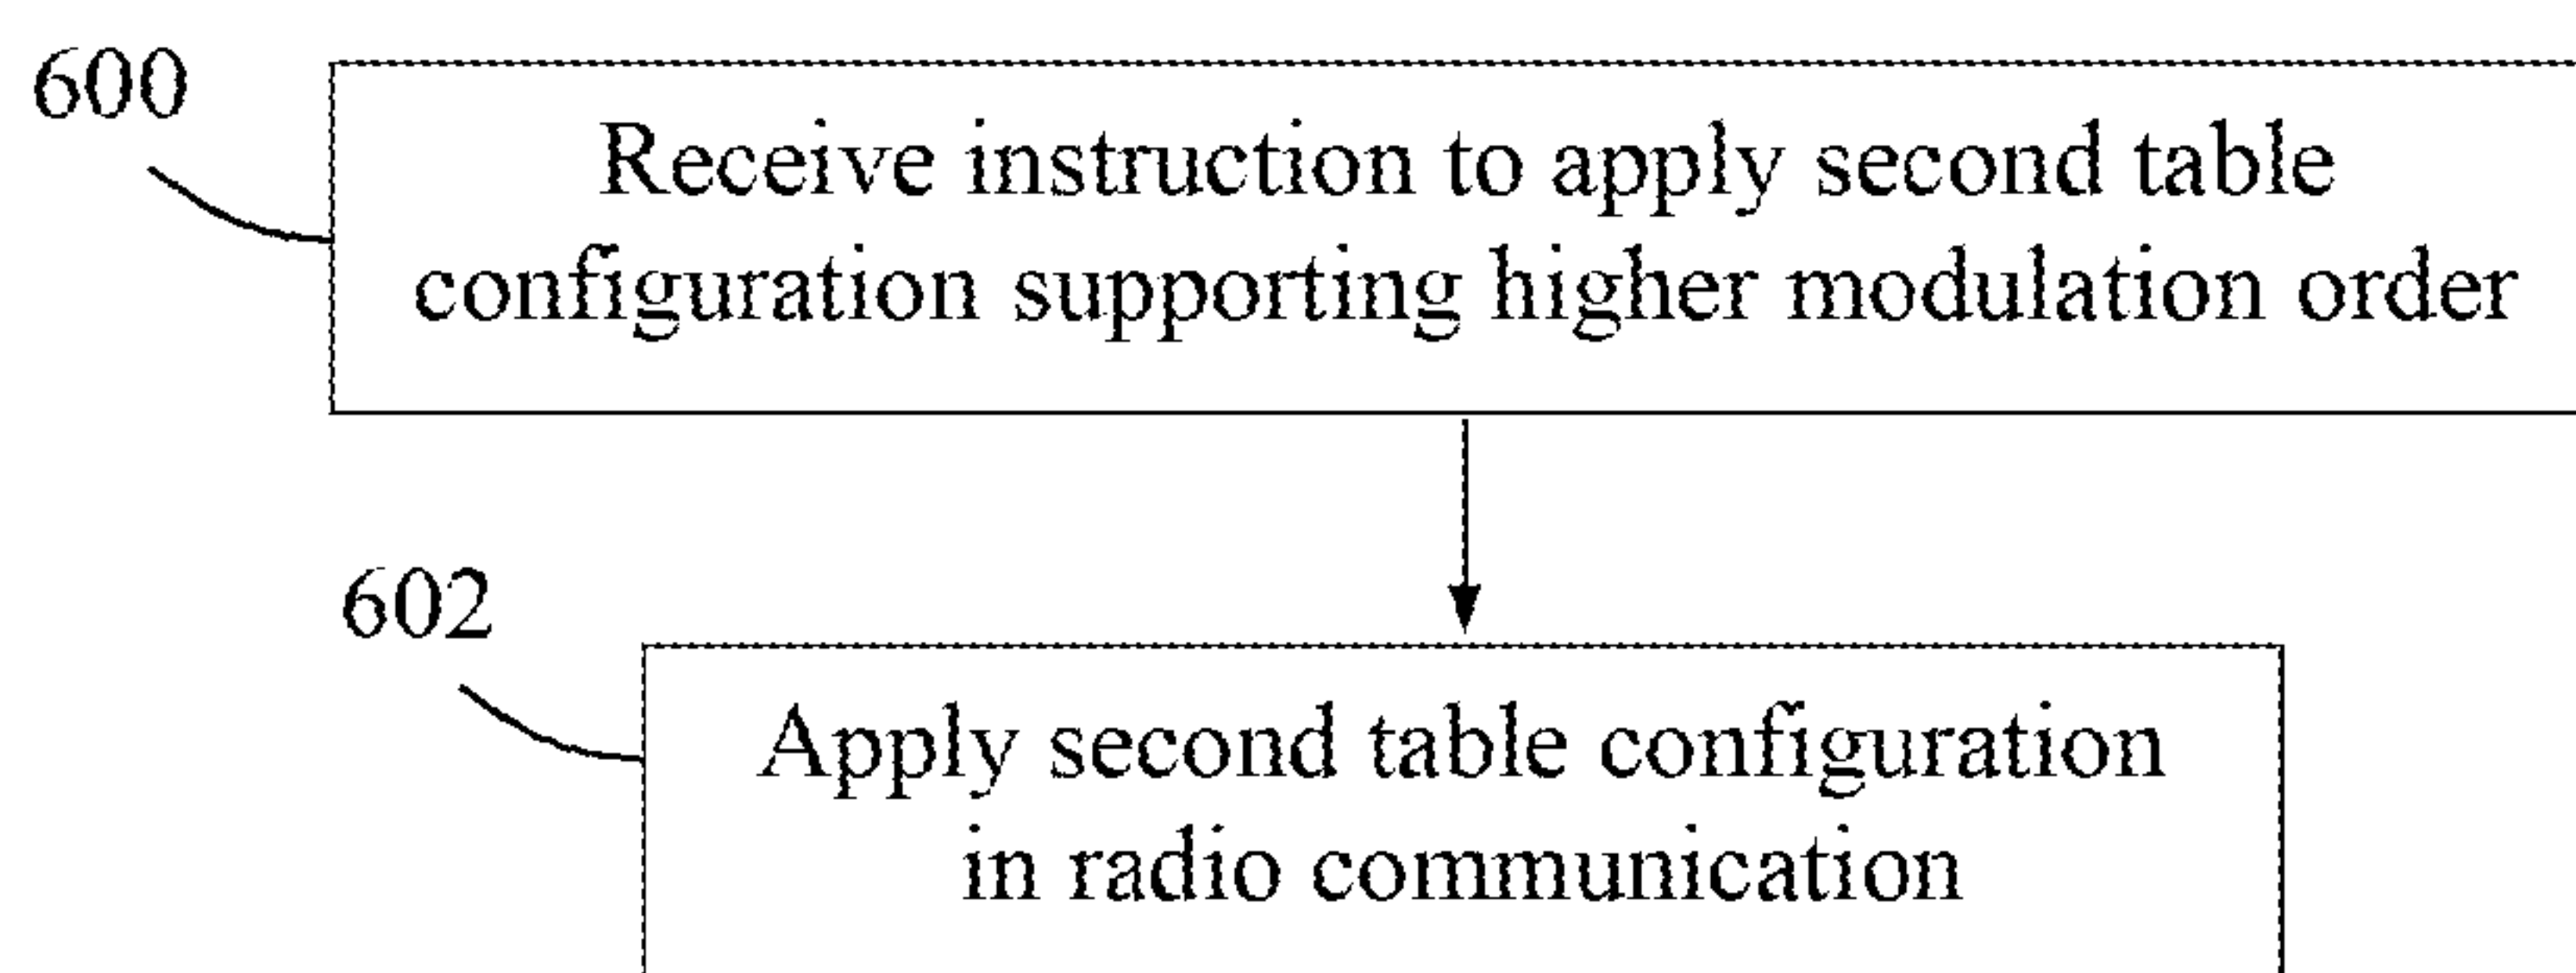 600
Receive instruction to apply second table
configuration supporting higher modulation order
602
Apply second table configuration
in radio communication